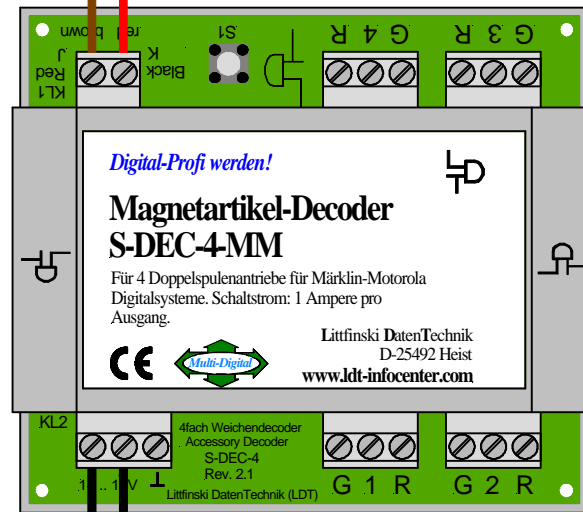 brown red
J K
Red Black
KL1
S1
R 4 G
R 3 G
Digital-Profi werden!
Magnetartikel-Decoder
S-DEC-4-MM
Für 4 Doppelspulenantriebe für Märklin-Motorola
Digitalsysteme. Schaltstrom: 1 Ampere pro
Ausgang.
Littfinski DatenTechnik
D-25492 Heist
www.ldt-infocenter.com
CE
Multi-Digital
KL2
4fach Weichendecoder
Accessory Decoder
S-DEC-4
Rev. 2.1
Littfinski DatenTechnik (LDT)
G 1 R
G 2 R